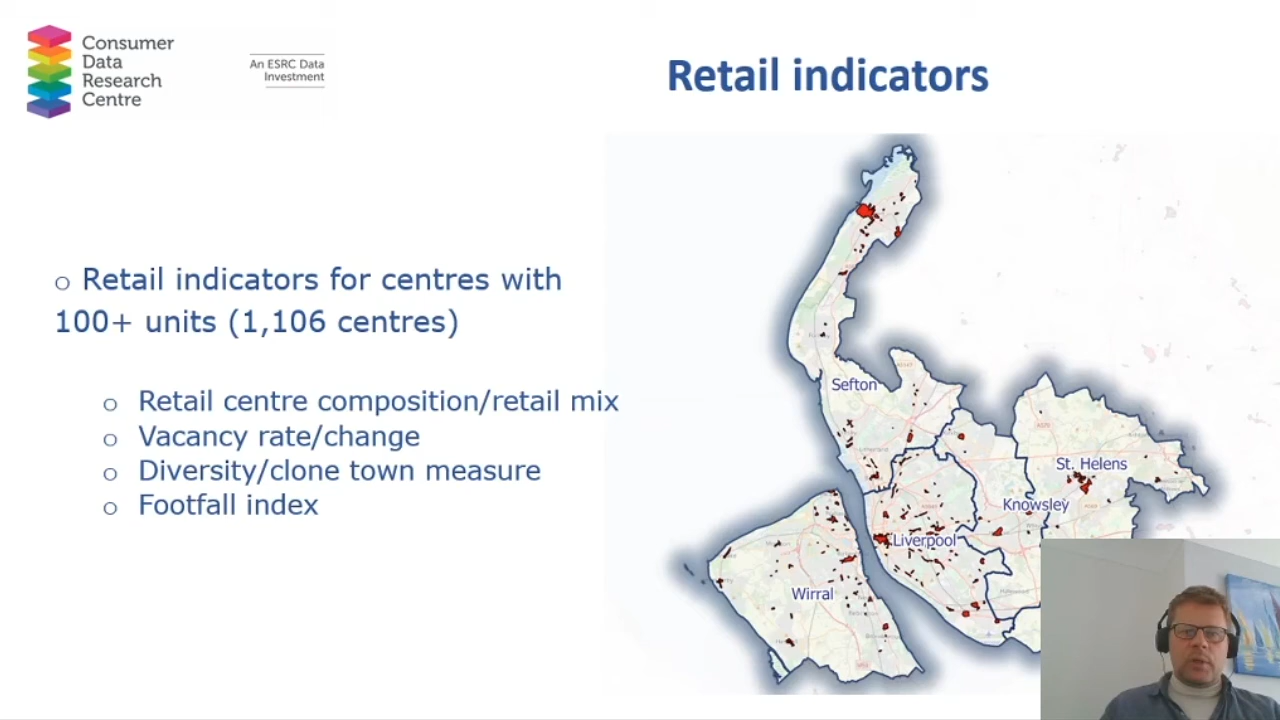 Consumer
Data
Research
Centre
An ESRC Data
Investment
Retail indicators
o Retail indicators for centres with
100+ units (1,106 centres)
o Retail centre composition/retail mix
o Vacancy rate/change
o Diversity/clone town measure
o Footfall index
Sefton
St. Helens
Knowsley
Liverpool
Wirral